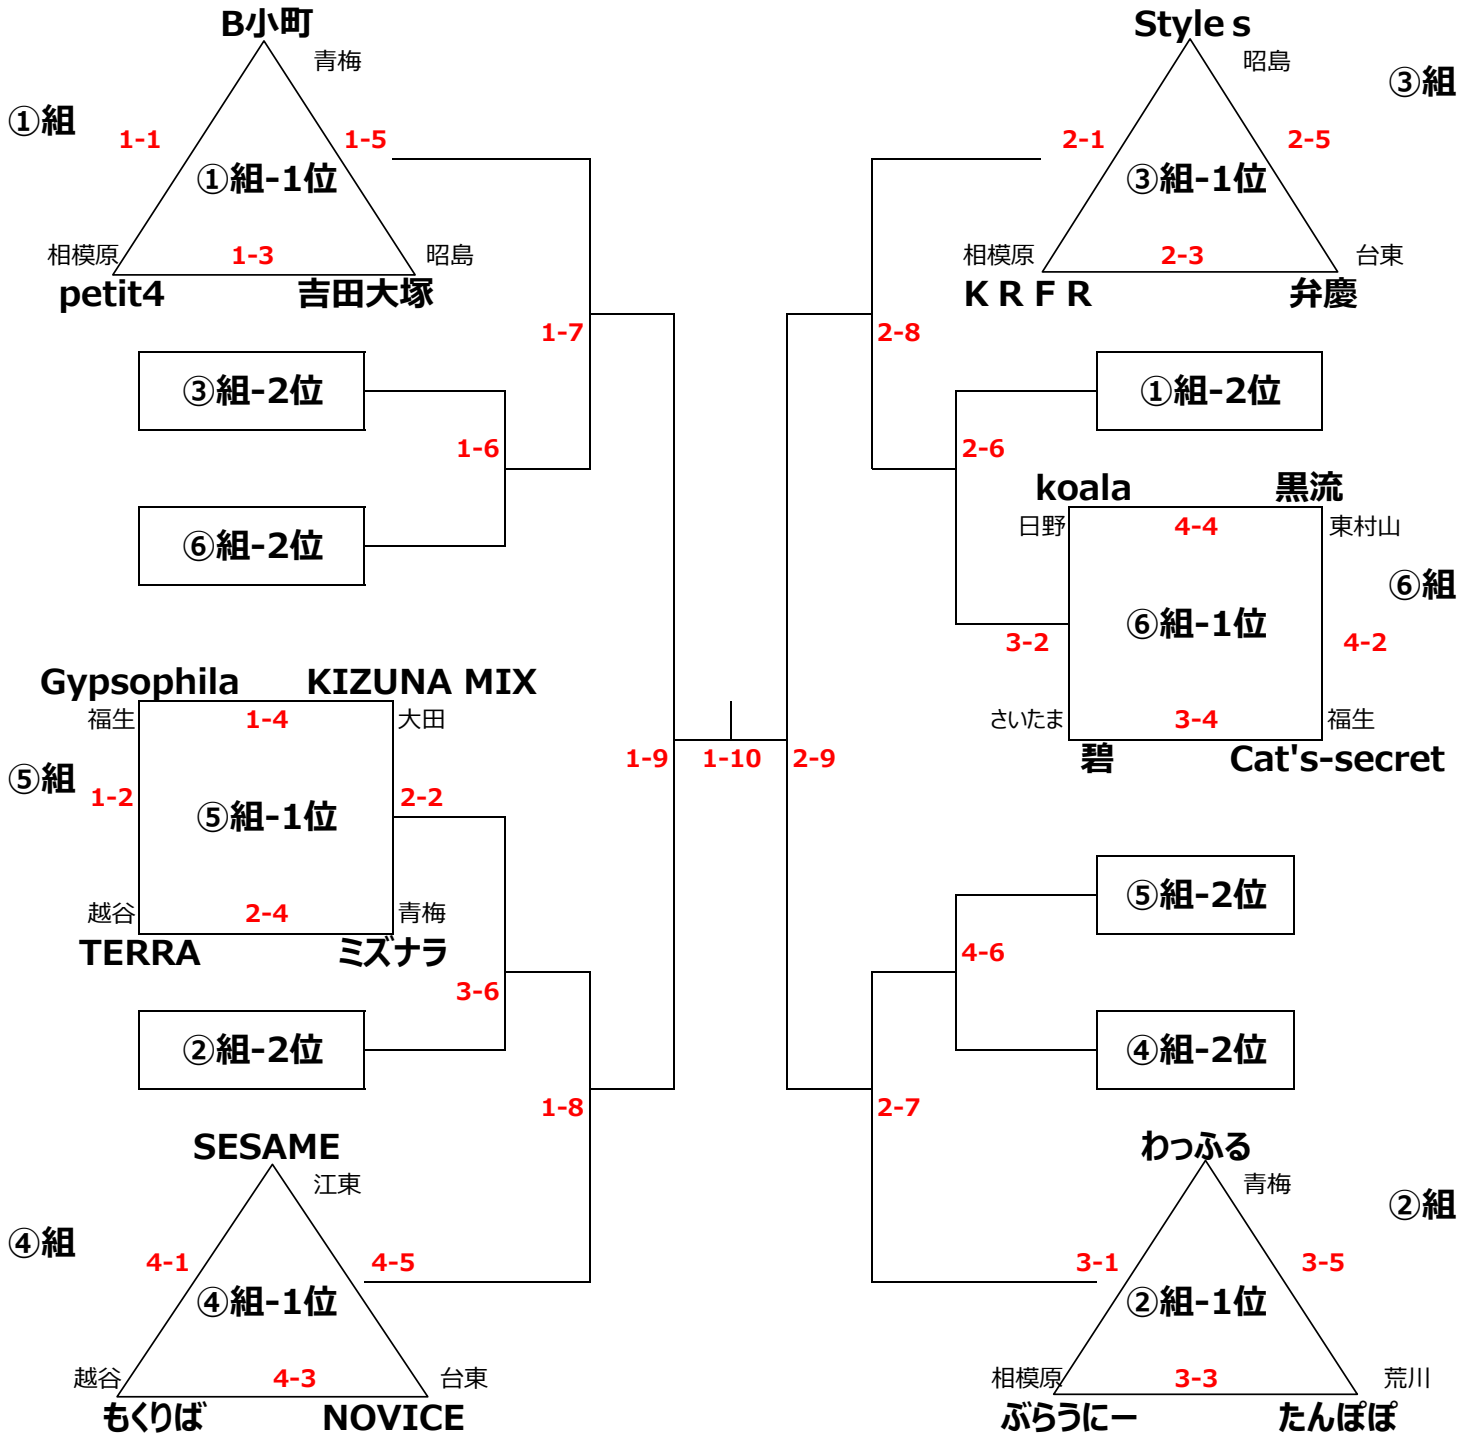 B小町
青梅
①組
1-1
1-5
①組-1位
相模原
1-3
昭島
petit4
吉田大塚
1-7
③組-2位
1-6
⑥組-2位
Gypsophila
KIZUNA MIX
福生
1-4
大田
⑤組
1-2
⑤組-1位
2-2
越谷
2-4
青梅
TERRA
ミズナラ
3-6
②組-2位
1-8
SESAME
江東
④組
4-1
4-5
④組-1位
越谷
4-3
台東
もくりば
NOVICE
1-9
1-10
2-9
Style s
昭島
③組
2-1
2-5
③組-1位
相模原
2-3
台東
K R F R
弁慶
2-8
①組-2位
2-6
koala
黒流
日野
4-4
東村山
⑥組
⑥組-1位
3-2
4-2
さいたま
3-4
福生
碧
Cat's-secret
⑤組-2位
4-6
④組-2位
2-7
わっふる
青梅
②組
3-1
3-5
②組-1位
相模原
3-3
荒川
ぶらうにー
たんぽぽ